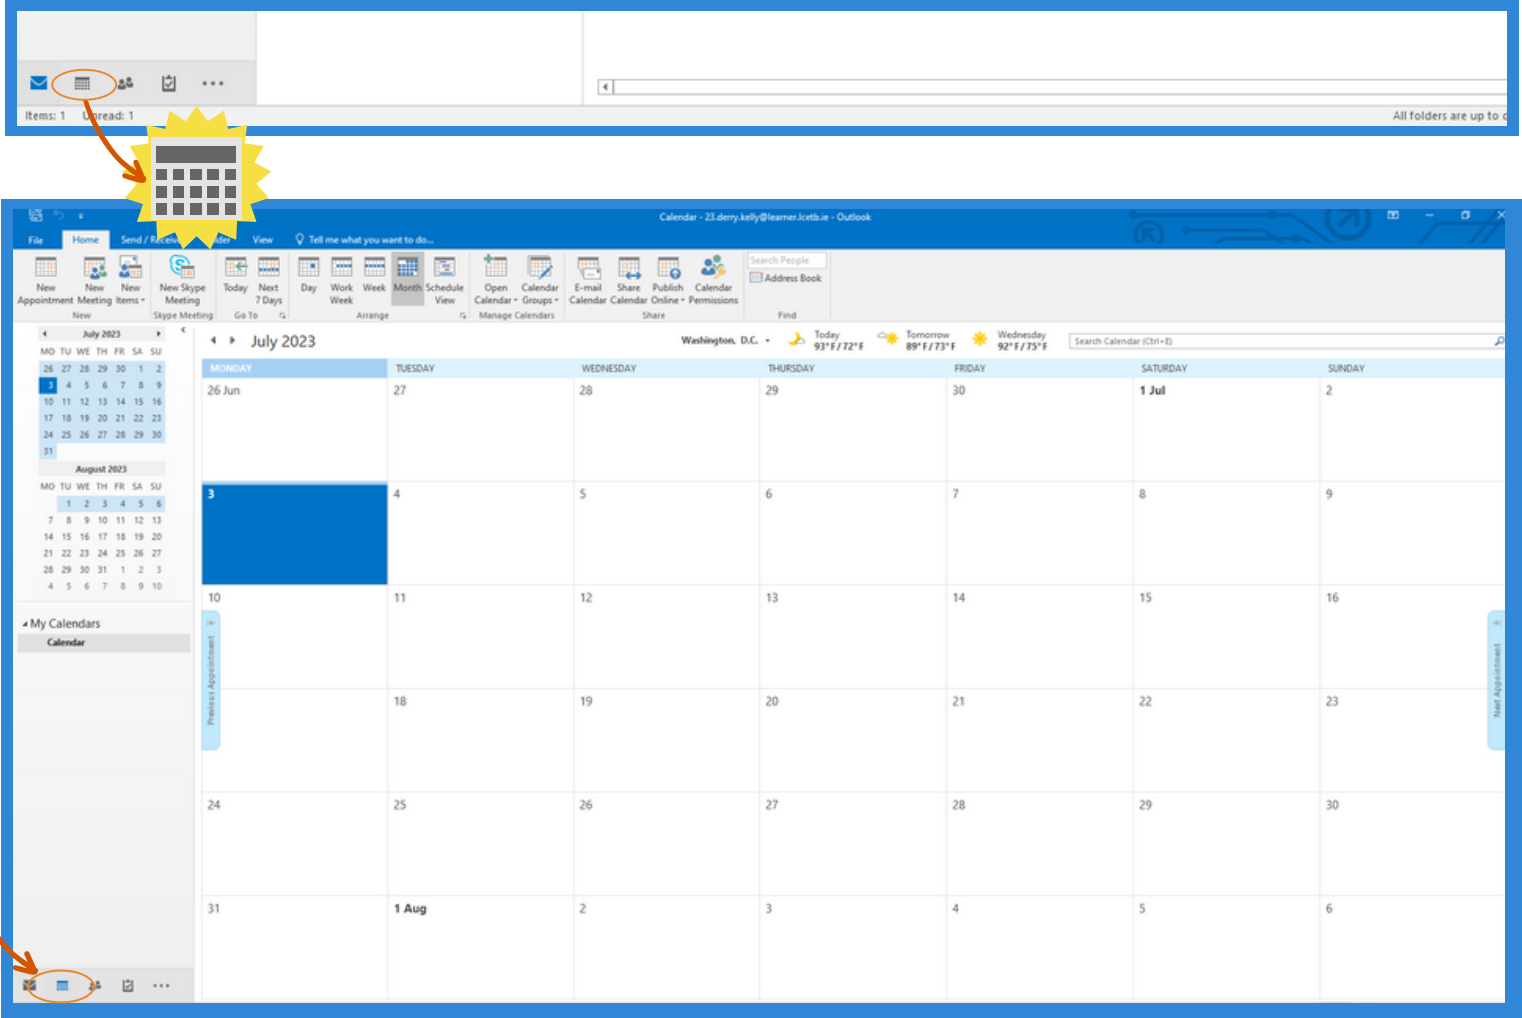 Items: 1 Unread: 1
All folders are up to
Calendar - 23.derry.kelly@learner.lcetb.ie - Outlook
File Home Send / Receive View Tell me what you want to do...
New Appointment
New Meeting
New Items
New Skype Meeting
Today
Next 7 Days
Day
Work Week
Week
Month
Schedule View
Open Calendar
Calendar Groups
E-mail Calendar
Share Calendar
Publish Online
Calendar Permissions
Search People
Address Book
New Skype Meeting Go To Arrange Manage Calendars Share Find
July 2023
MO TU WE TH FR SA SU
26 27 28 29 30 1 2
3 4 5 6 7 8 9
10 11 12 13 14 15 16
17 18 19 20 21 22 23
24 25 26 27 28 29 30
31
August 2023
MO TU WE TH FR SA SU
1 2 3 4 5 6
7 8 9 10 11 12 13
14 15 16 17 18 19 20
21 22 23 24 25 26 27
28 29 30 31 1 2 3
4 5 6 7 8 9 10
My Calendars
Calendar
July 2023
Washington, D.C.
Today
93°F/72°F
Tomorrow
89°F/73°F
Wednesday
92°F/75°F
Search Calendar (Ctrl+E)
MONDAY TUESDAY WEDNESDAY THURSDAY FRIDAY SATURDAY SUNDAY
26 Jun 27 28 29 30 1 Jul 2
3 4 5 6 7 8 9
10 11 12 13 14 15 16
18 19 20 21 22 23
24 25 26 27 28 29 30
31 1 Aug 2 3 4 5 6
Previous Appointment
Next Appointment